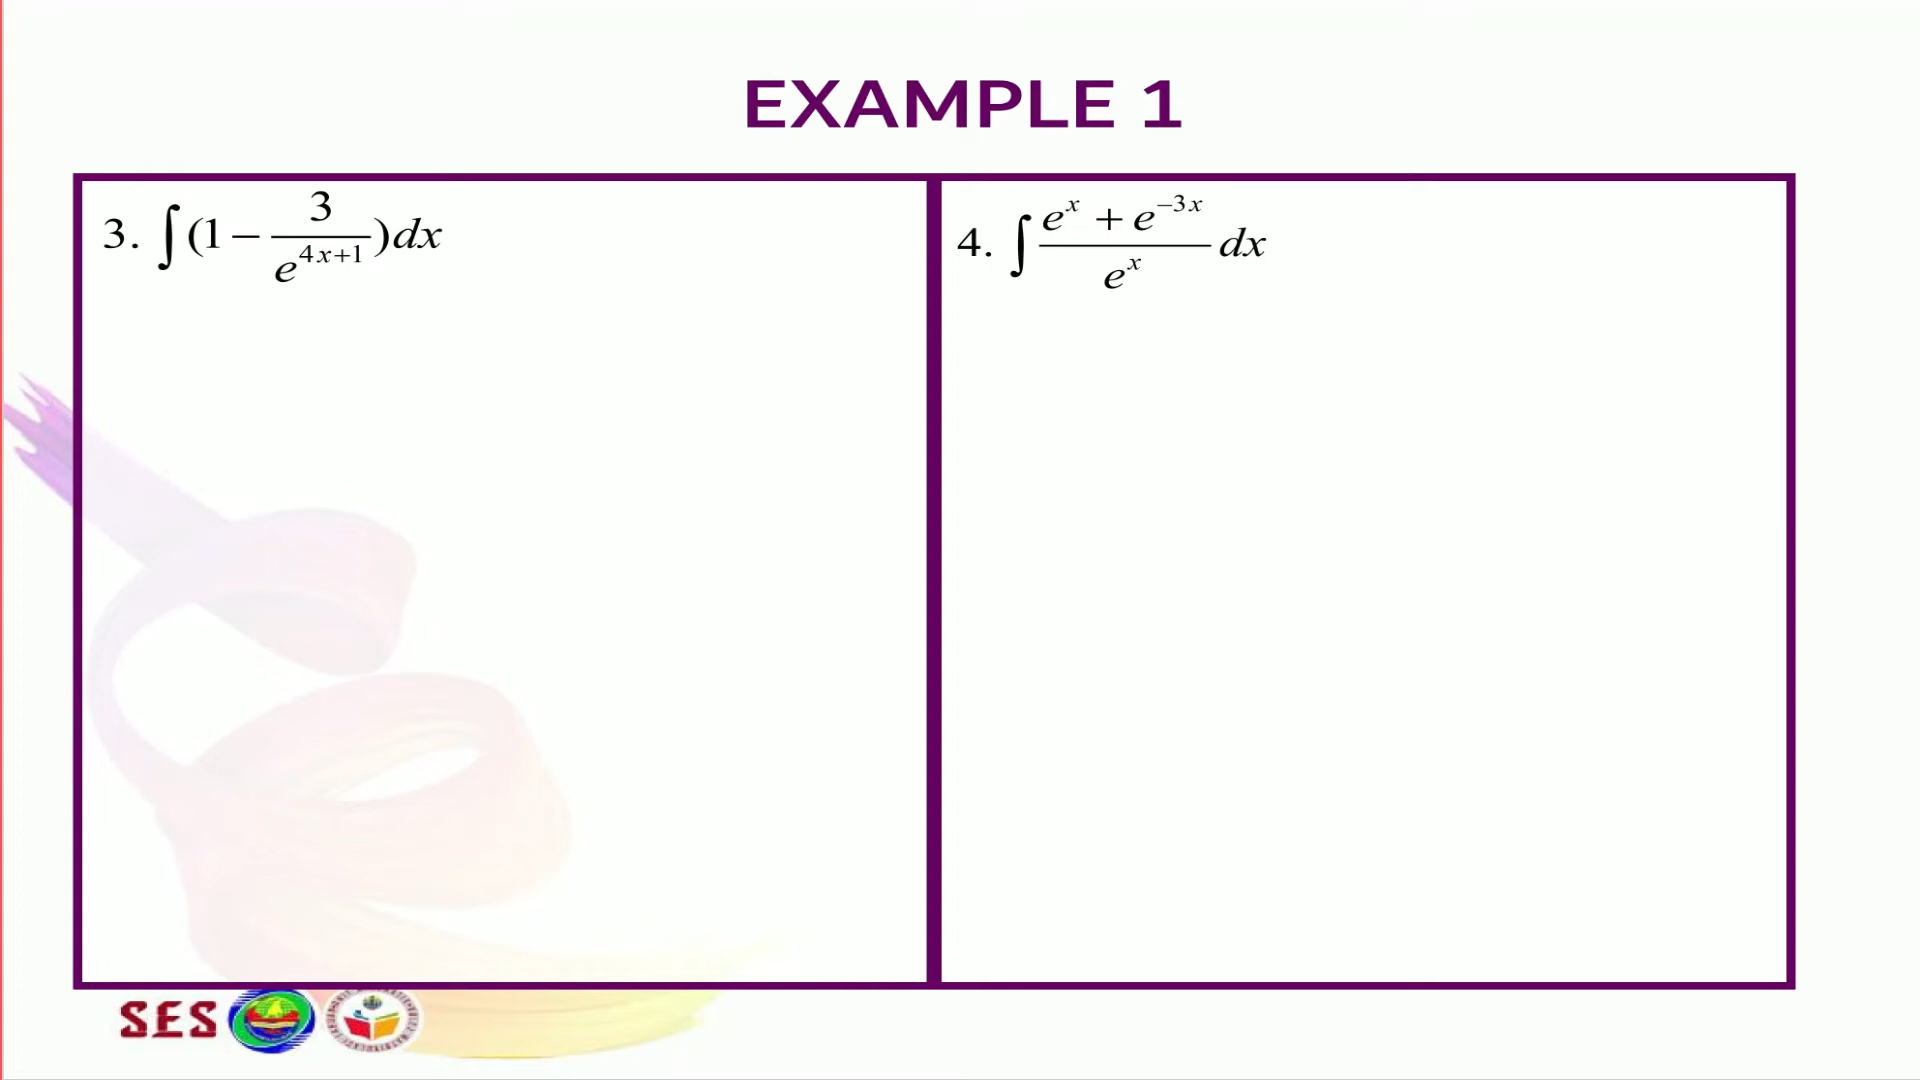 EXAMPLE 1
3. ∫(1 − 3/e^(4x+1))dx
4. ∫ (e^x + e^(−3x))/e^x dx
SES